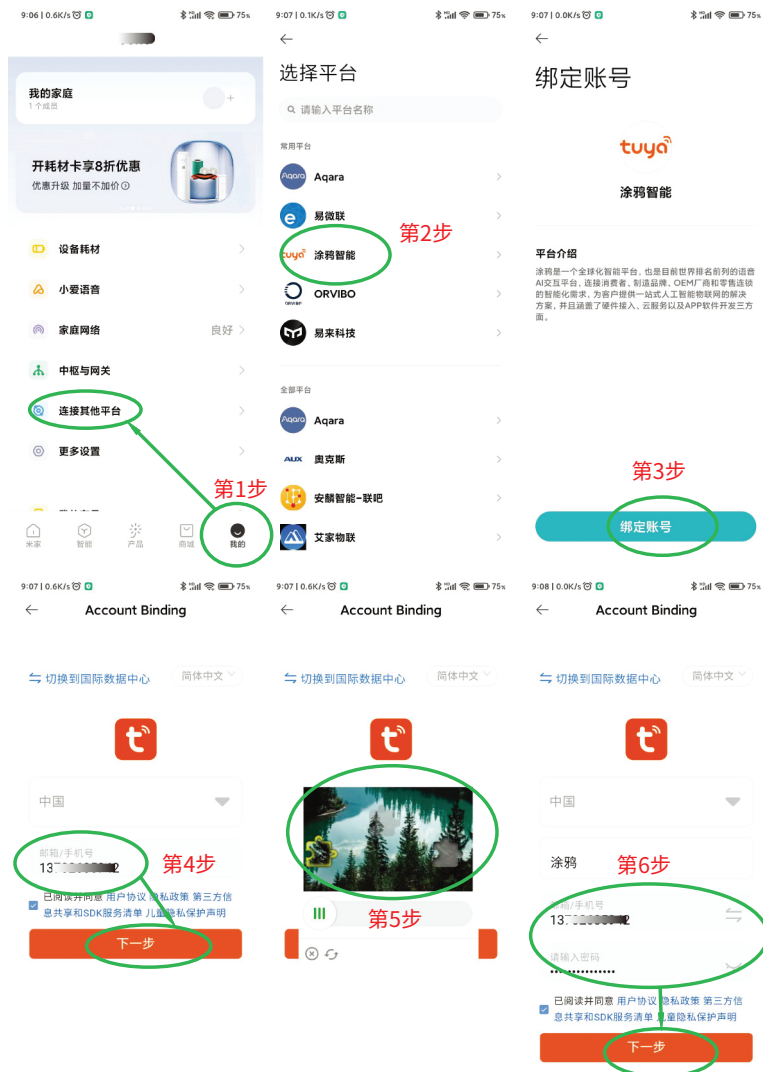 9:06 | 0.6K/s
75%
我的家庭
1 个成员
开耗材卡享8折优惠
优惠升级 加量不加价
设备耗材
小爱语音
家庭网络
良好
中枢与网关
连接其他平台
更多设置
第1步
米家
智能
产品
商城
我的
9:07 | 0.1K/s
75%
选择平台
请输入平台名称
常用平台
Aqara
Aqara
易微联
第2步
tuya
涂鸦智能
ORVIBO
ORVIBO
易来科技
全部平台
Aqara
Aqara
AUX
奥克斯
安麟智能-联吧
艾家物联
9:07 | 0.0K/s
75%
绑定账号
tuya
涂鸦智能
平台介绍
涂鸦是一个全球化智能平台，也是目前世界排名前列的语音
AI交互平台，连接消费者、制造品牌、OEM厂商和零售连锁
的智能化需求，为客户提供一站式人工智能物联网的解决
方案，并且涵盖了硬件接入、云服务以及APP软件开发三方
面。
第3步
绑定账号
9:07 | 0.6K/s
75%
Account Binding
切换到国际数据中心
简体中文
中国
邮箱/手机号
第4步
已阅读并同意 用户协议 隐私政策 第三方信
息共享和SDK服务清单 儿童隐私保护声明
下一步
9:07 | 0.6K/s
75%
Account Binding
切换到国际数据中心
简体中文
第5步
9:08 | 0.0K/s
75%
Account Binding
切换到国际数据中心
简体中文
中国
涂鸦
第6步
邮箱/手机号
请输入密码
已阅读并同意 用户协议 隐私政策 第三方信
息共享和SDK服务清单 儿童隐私保护声明
下一步